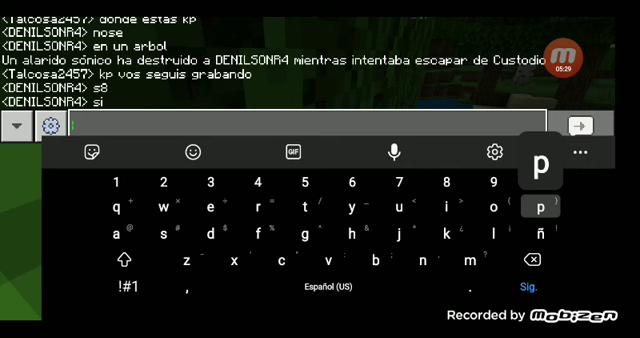 <Talcosa2457> donde estas kp
<DENILSONR4> nose
<DENILSONR4> en un arbol
Un alarido sónico ha destruido a DENILSONR4 mientras intentaba escapar de Custodio
<Talcosa2457> kp vos seguis grabando
<DENILSONR4> s8
<DENILSONR4> si
05:29
GIF
p
1 2 3 4 5 6 7 8 9
q w e r t y u i o p
a s d f g h j k l ñ
z x c v b n m
!#1 , Español (US) . Sig.
Recorded by Mobizen